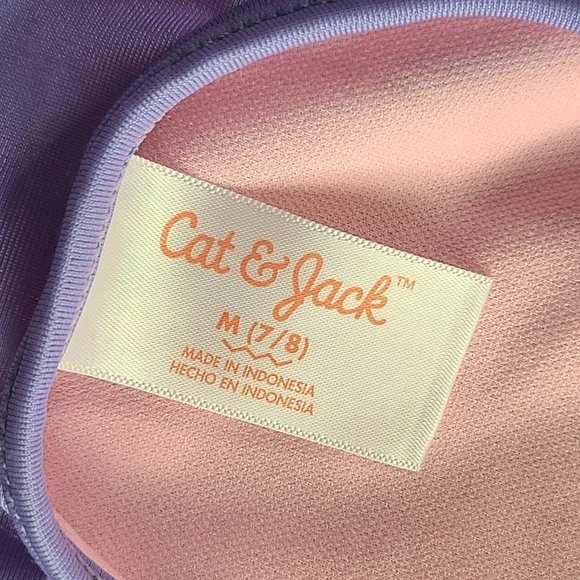 Cat & Jack™
M (7/8)
MADE IN INDONESIA
HECHO EN INDONESIA